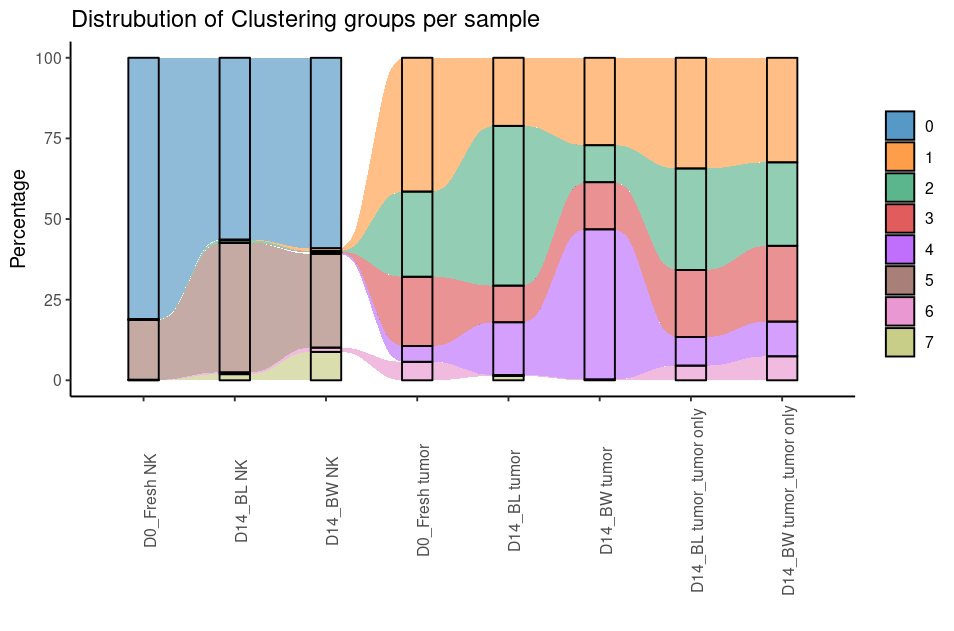 Distrubution of Clustering groups per sample
Percentage
100
75
50
25
0
D0_Fresh NK
D14_BL NK
D14_BW NK
D0_Fresh tumor
D14_BL tumor
D14_BW tumor
D14_BL tumor_tumor only
D14_BW tumor_tumor only
0
1
2
3
4
5
6
7